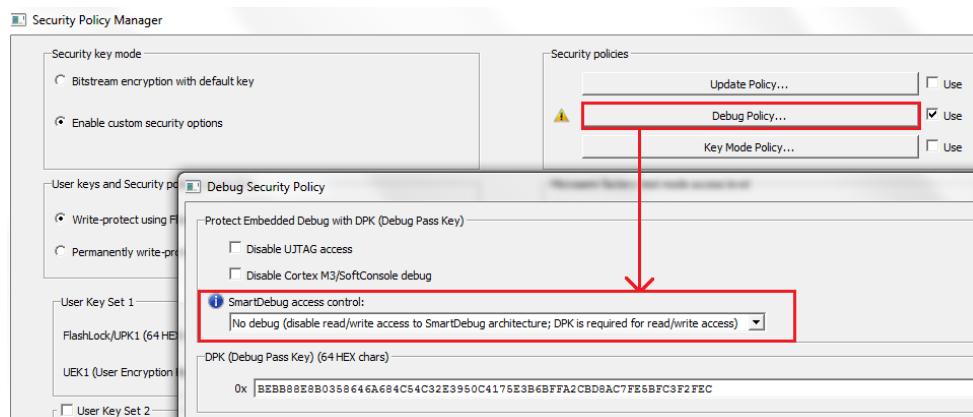 Security Policy Manager
Security key mode
Bitstream encryption with default key
Enable custom security options
Security policies
Update Policy...
Use
Debug Policy...
Use
Key Mode Policy...
Use
User keys and Security po
Write-protect using Fl
Permanently write-pro
User Key Set 1
FlashLock/UPK1 (64 HE
UEK1 (User Encryption
User Key Set 2
Debug Security Policy
Protect Embedded Debug with DPK (Debug Pass Key)
Disable UJTAG access
Disable Cortex M3/SoftConsole debug
SmartDebug access control:
No debug (disable read/write access to SmartDebug architecture; DPK is required for read/write access)
DPK (Debug Pass Key) (64 HEX chars)
0x BEBB88E8B0358646A684C54C32E3950C4175E3B6BFFA2CBD8AC7FE5BFC3F2FEC